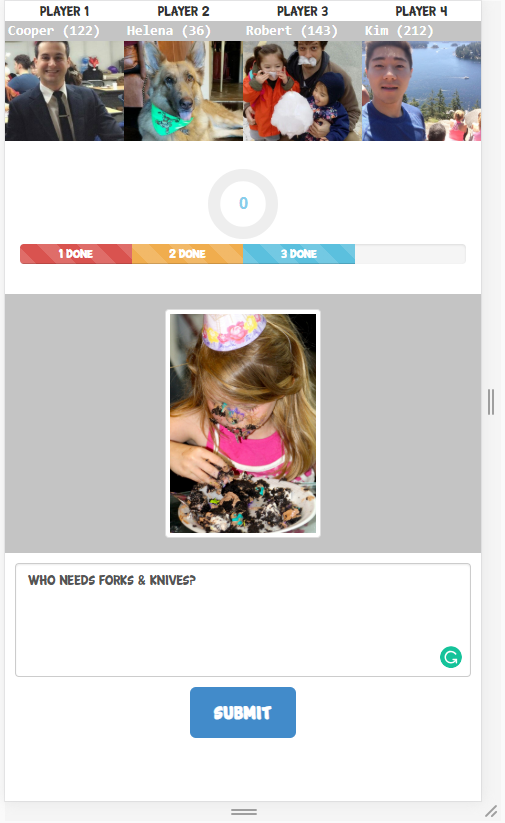 PLAYER 1 PLAYER 2 PLAYER 3 PLAYER 4
Cooper (122) Helena (36) Robert (143) Kim (212)
0
1 DONE 2 DONE 3 DONE
WHO NEEDS FORKS & KNIVES?
SUBMIT